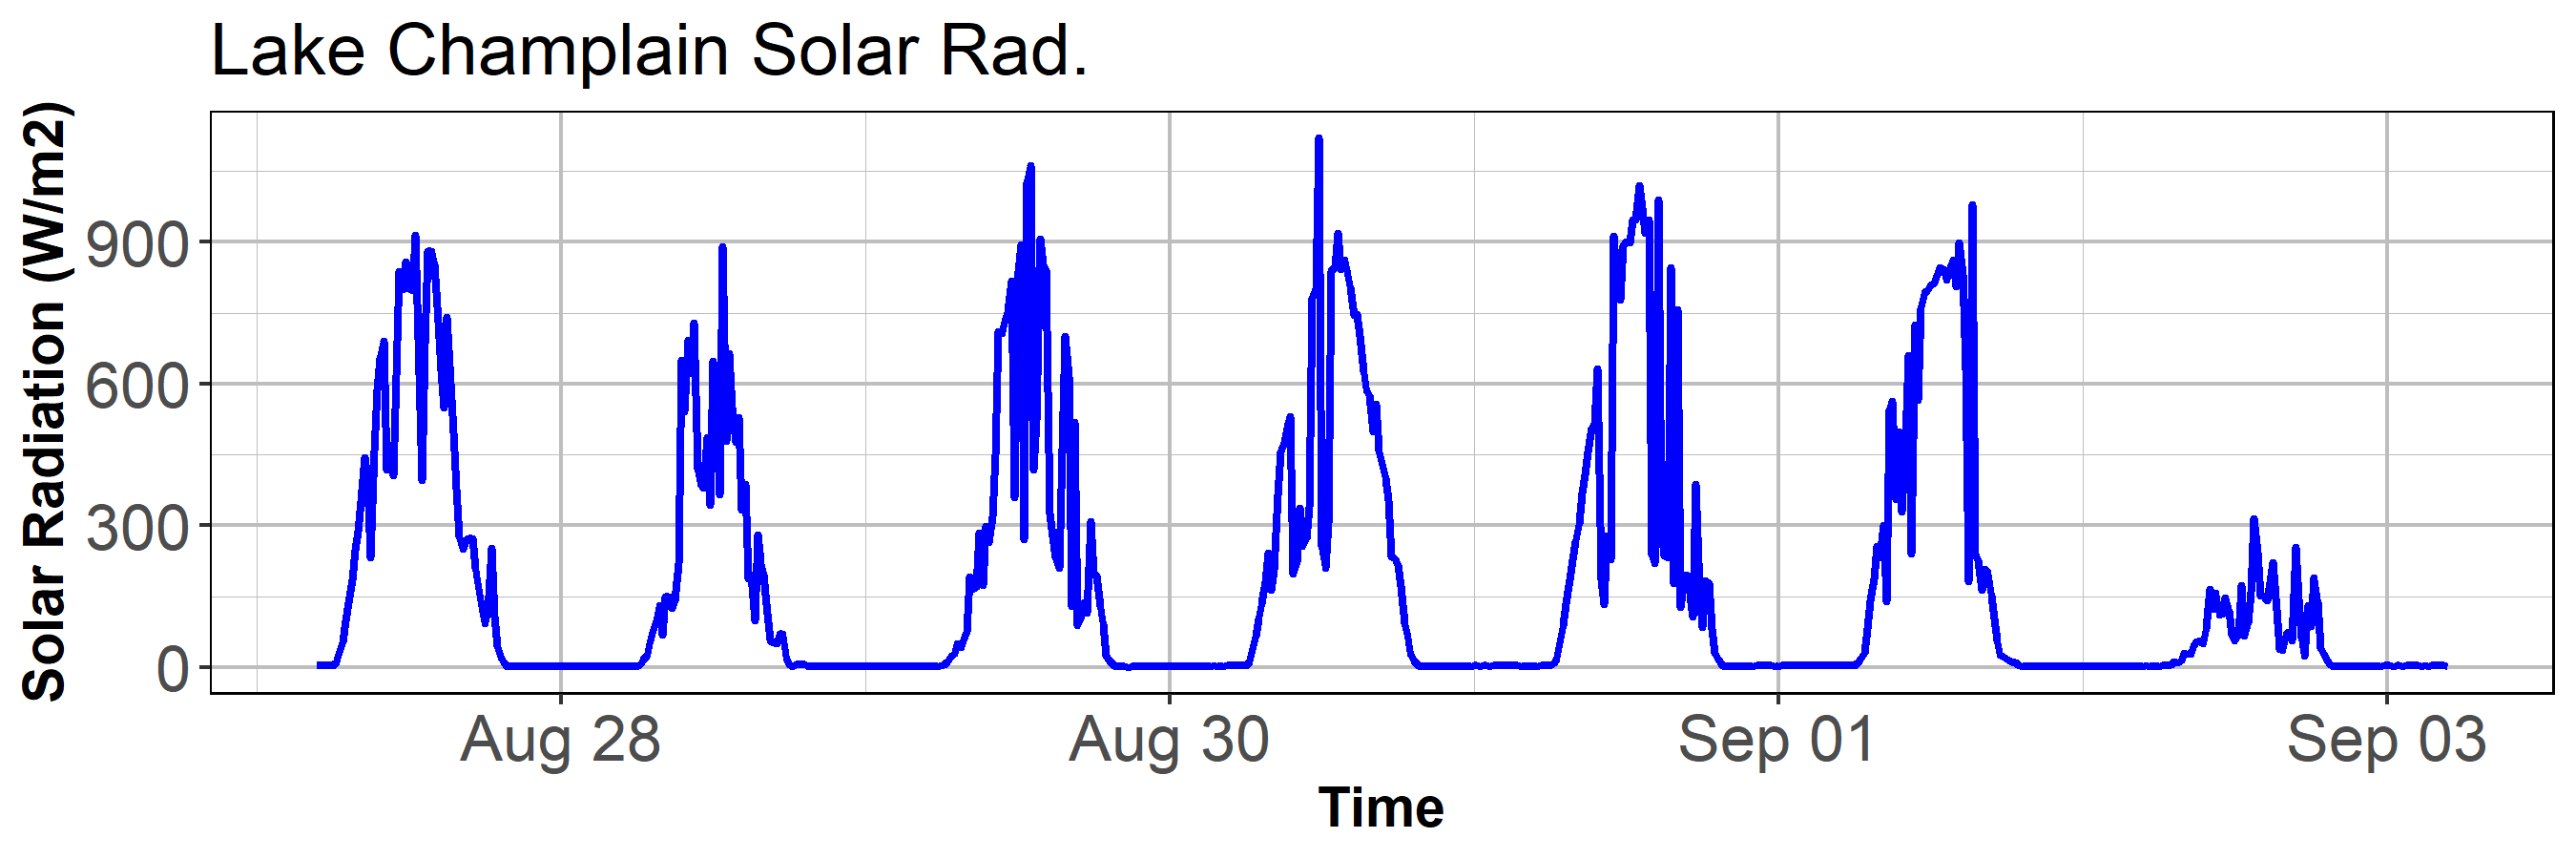 Lake Champlain Solar Rad.
Solar Radiation (W/m2)
900
600
300
0
Aug 28
Aug 30
Sep 01
Sep 03
Time